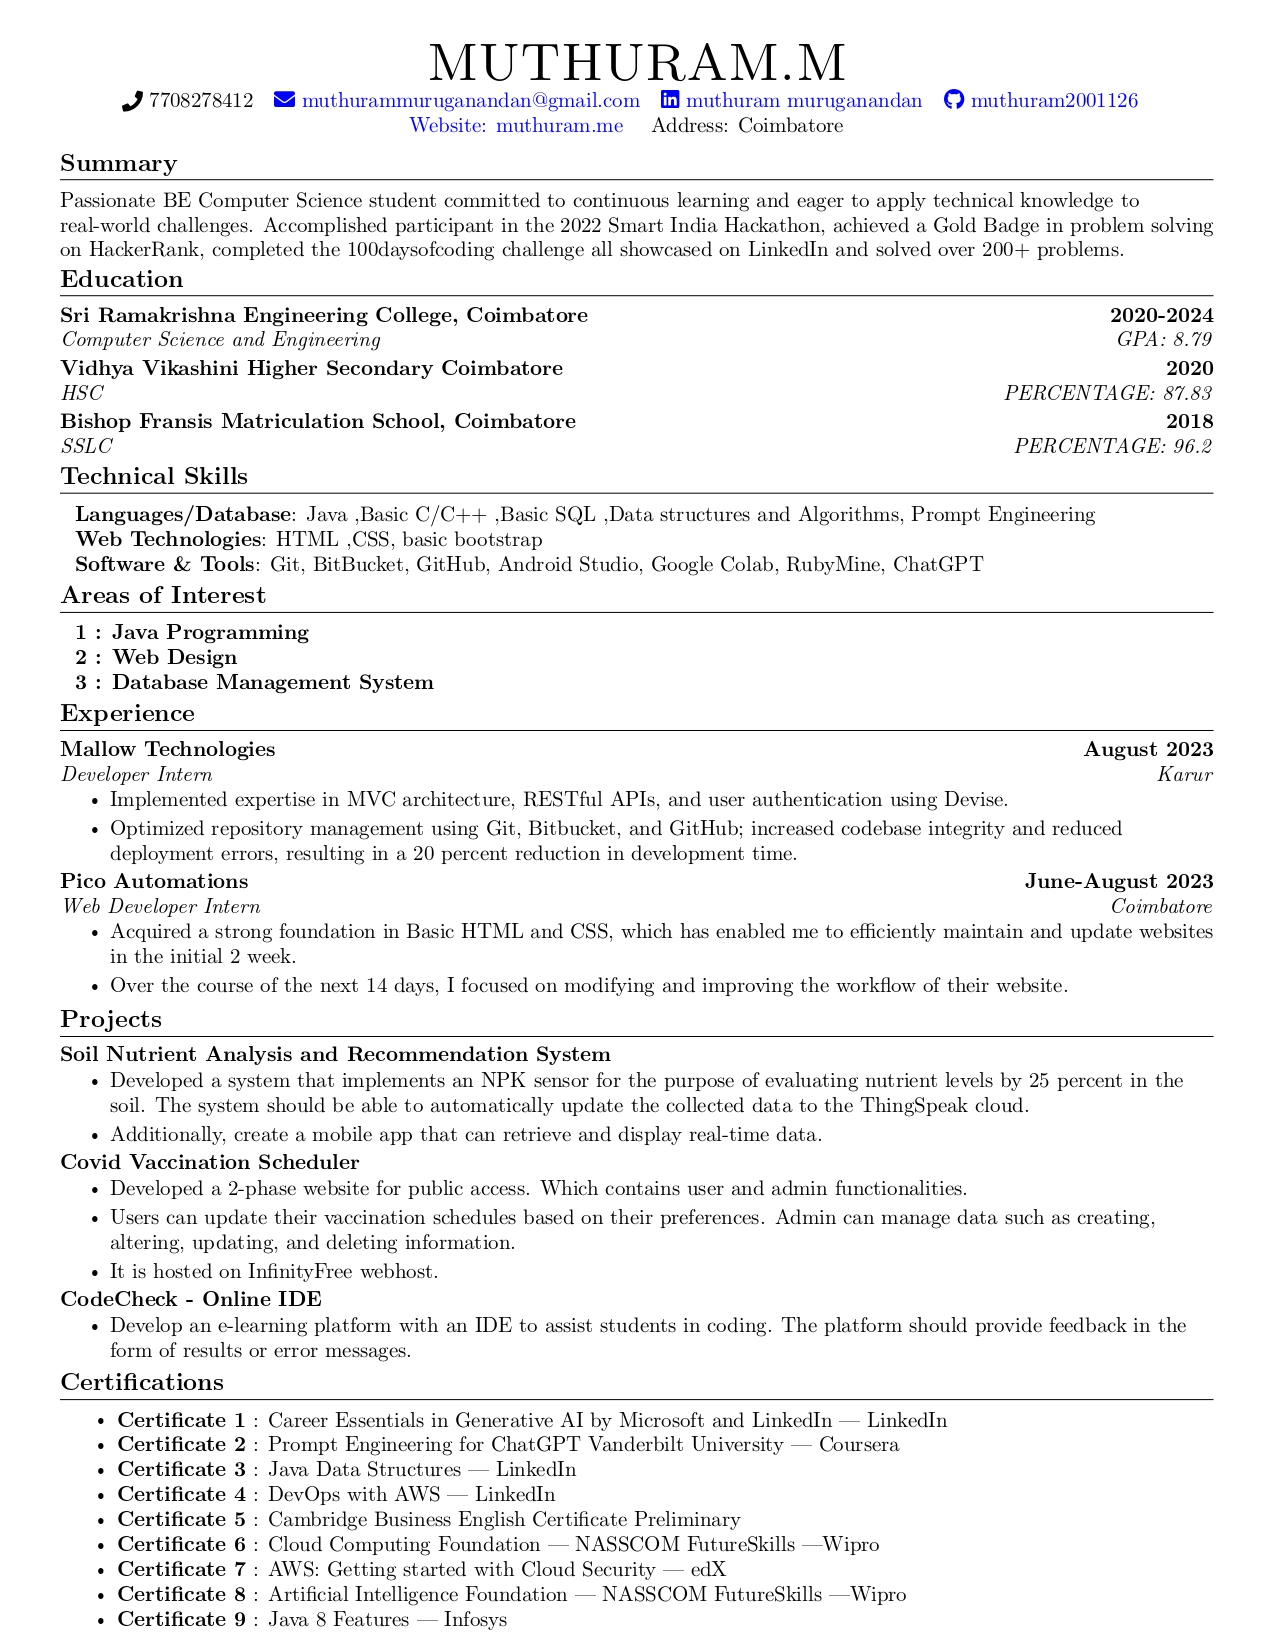 MUTHURAM.M
7708278412 muthurammuruganandan@gmail.com muthuram muruganandan muthuram2001126
Website: muthuram.me Address: Coimbatore
Summary
Passionate BE Computer Science student committed to continuous learning and eager to apply technical knowledge to
real-world challenges. Accomplished participant in the 2022 Smart India Hackathon, achieved a Gold Badge in problem solving
on HackerRank, completed the 100daysofcoding challenge all showcased on LinkedIn and solved over 200+ problems.
Education
Sri Ramakrishna Engineering College, Coimbatore 2020-2024
Computer Science and Engineering GPA: 8.79
Vidhya Vikashini Higher Secondary Coimbatore 2020
HSC PERCENTAGE: 87.83
Bishop Fransis Matriculation School, Coimbatore 2018
SSLC PERCENTAGE: 96.2
Technical Skills
Languages/Database: Java ,Basic C/C++ ,Basic SQL ,Data structures and Algorithms, Prompt Engineering
Web Technologies: HTML ,CSS, basic bootstrap
Software & Tools: Git, BitBucket, GitHub, Android Studio, Google Colab, RubyMine, ChatGPT
Areas of Interest
1 : Java Programming
2 : Web Design
3 : Database Management System
Experience
Mallow Technologies August 2023
Developer Intern Karur
• Implemented expertise in MVC architecture, RESTful APIs, and user authentication using Devise.
• Optimized repository management using Git, Bitbucket, and GitHub; increased codebase integrity and reduced
deployment errors, resulting in a 20 percent reduction in development time.
Pico Automations June-August 2023
Web Developer Intern Coimbatore
• Acquired a strong foundation in Basic HTML and CSS, which has enabled me to efficiently maintain and update websites
in the initial 2 week.
• Over the course of the next 14 days, I focused on modifying and improving the workflow of their website.
Projects
Soil Nutrient Analysis and Recommendation System
• Developed a system that implements an NPK sensor for the purpose of evaluating nutrient levels by 25 percent in the
soil. The system should be able to automatically update the collected data to the ThingSpeak cloud.
• Additionally, create a mobile app that can retrieve and display real-time data.
Covid Vaccination Scheduler
• Developed a 2-phase website for public access. Which contains user and admin functionalities.
• Users can update their vaccination schedules based on their preferences. Admin can manage data such as creating,
altering, updating, and deleting information.
• It is hosted on InfinityFree webhost.
CodeCheck - Online IDE
• Develop an e-learning platform with an IDE to assist students in coding. The platform should provide feedback in the
form of results or error messages.
Certifications
• Certificate 1 : Career Essentials in Generative AI by Microsoft and LinkedIn — LinkedIn
• Certificate 2 : Prompt Engineering for ChatGPT Vanderbilt University — Coursera
• Certificate 3 : Java Data Structures — LinkedIn
• Certificate 4 : DevOps with AWS — LinkedIn
• Certificate 5 : Cambridge Business English Certificate Preliminary
• Certificate 6 : Cloud Computing Foundation — NASSCOM FutureSkills —Wipro
• Certificate 7 : AWS: Getting started with Cloud Security — edX
• Certificate 8 : Artificial Intelligence Foundation — NASSCOM FutureSkills —Wipro
• Certificate 9 : Java 8 Features — Infosys